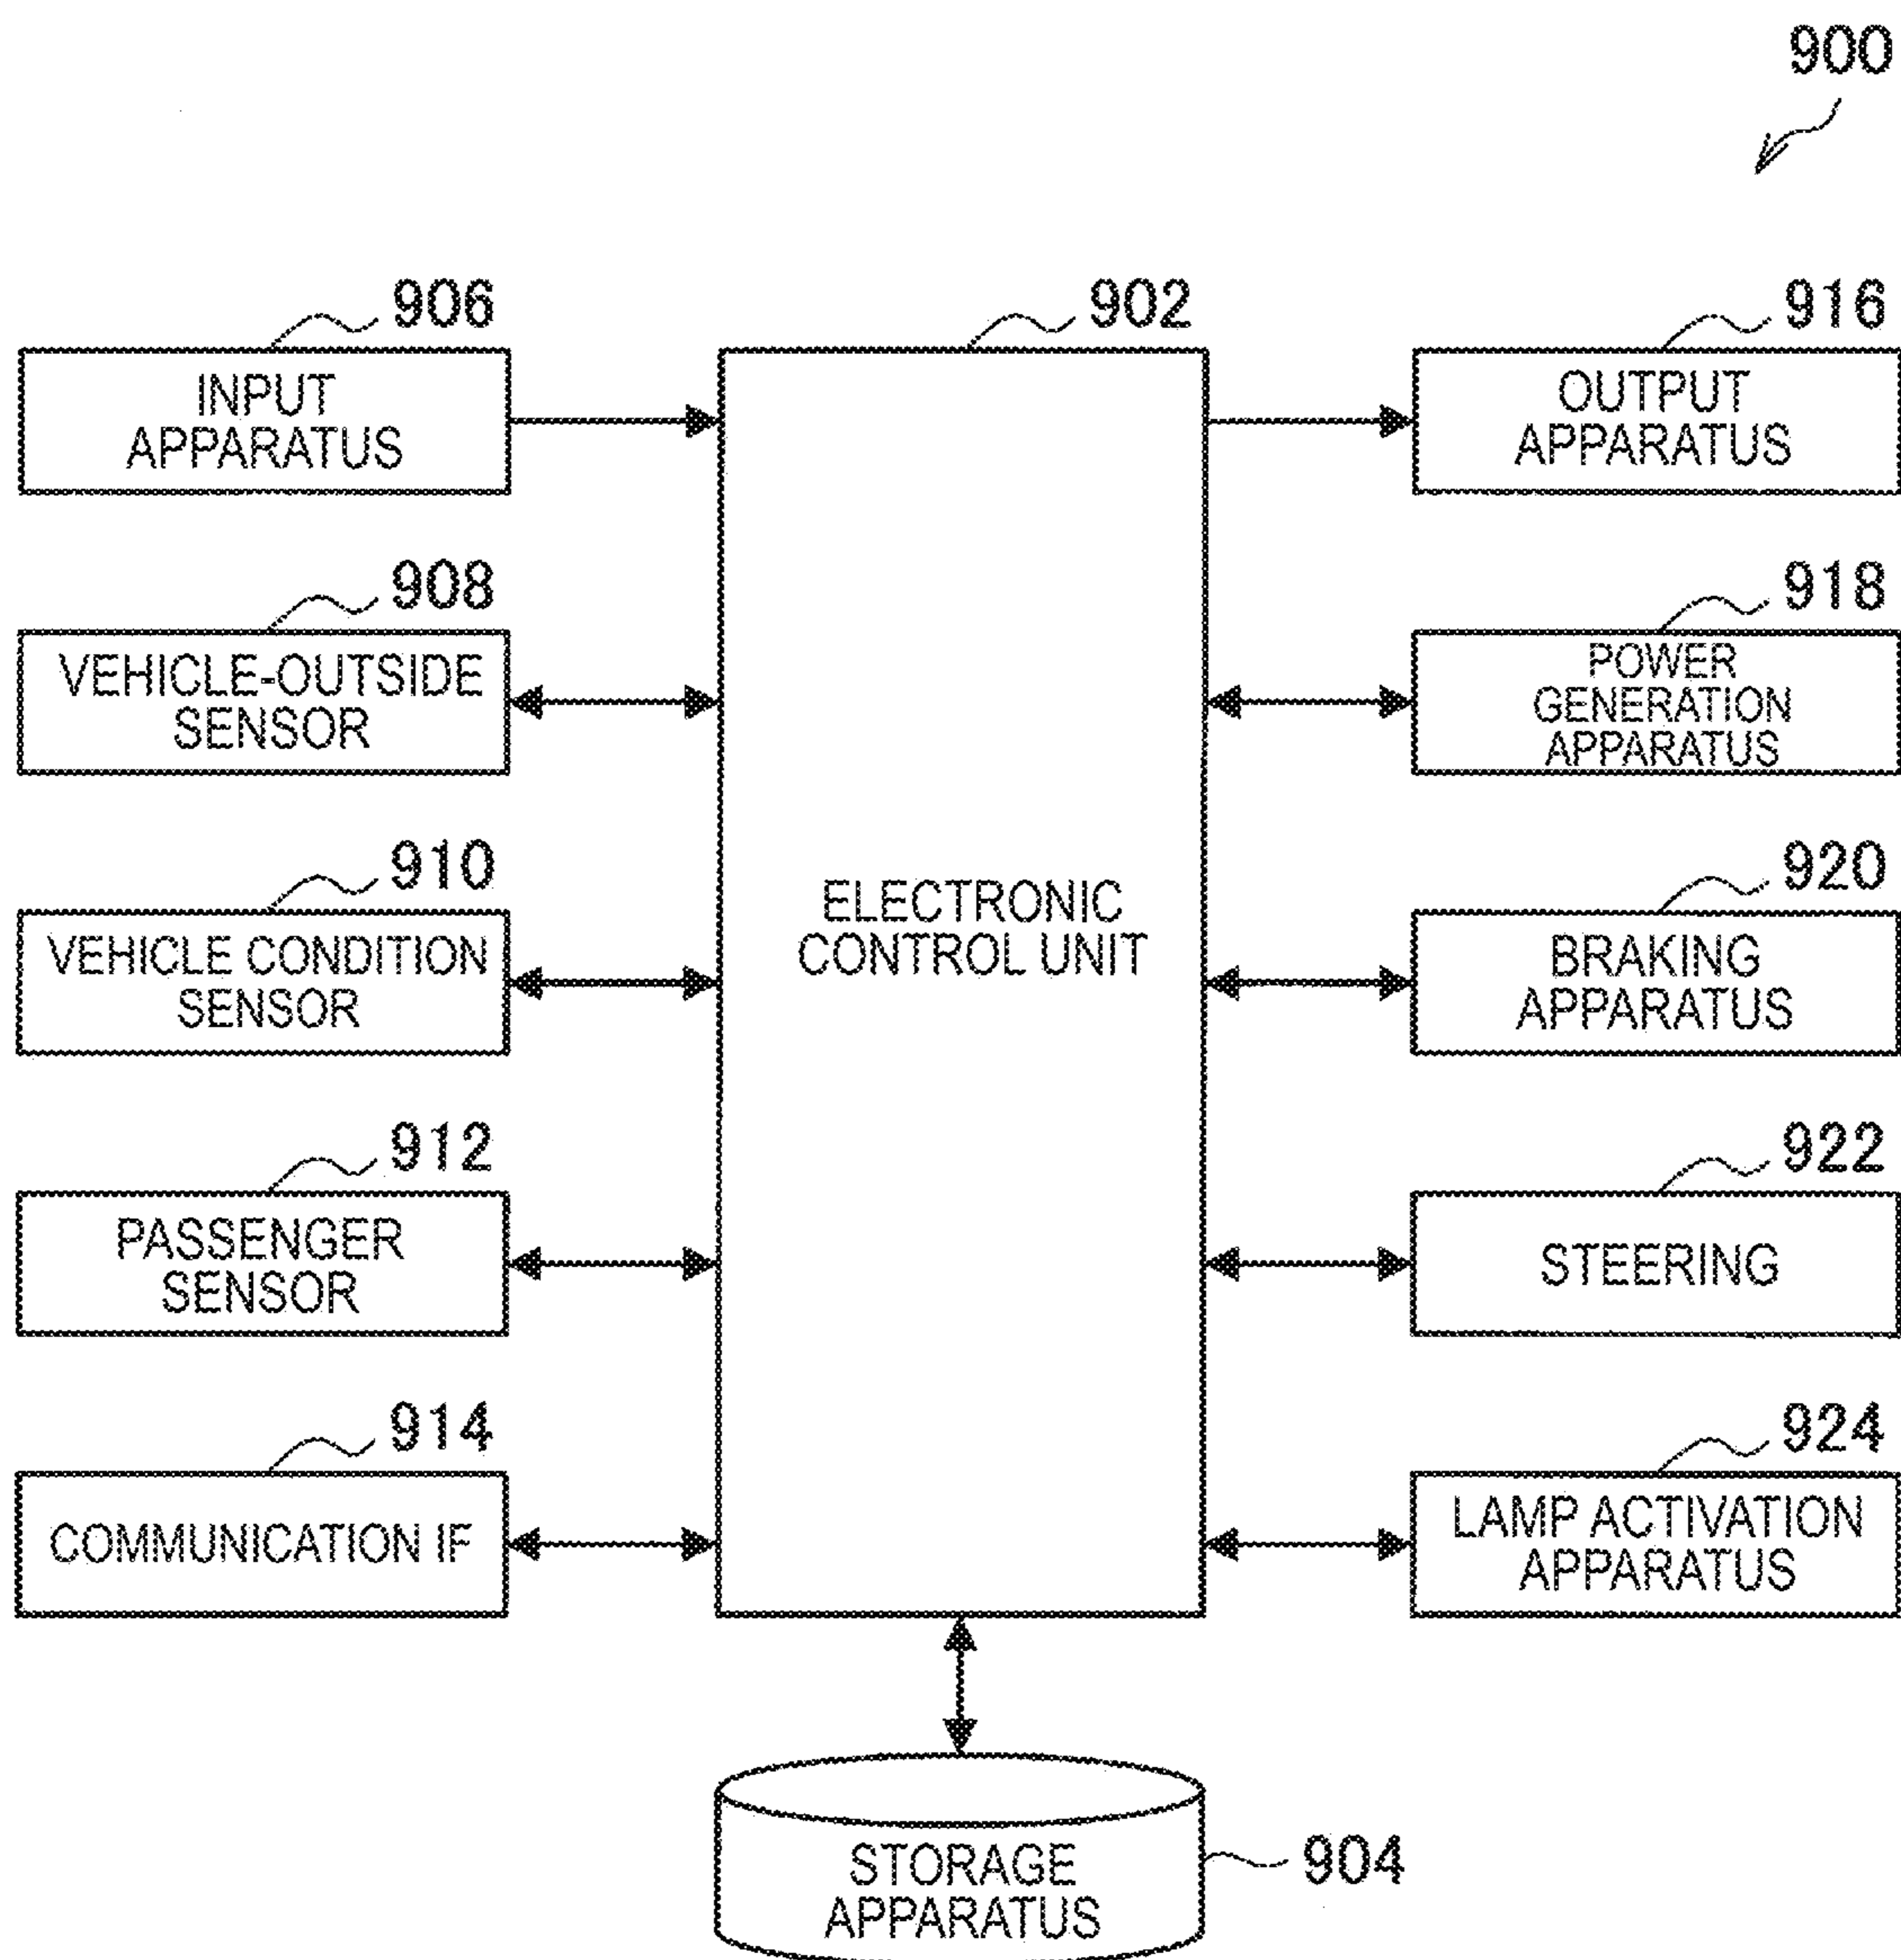 900
906
902
916
INPUT
APPARATUS
OUTPUT
APPARATUS
908
918
VEHICLE-OUTSIDE
SENSOR
POWER
GENERATION
APPARATUS
910
920
VEHICLE CONDITION
SENSOR
ELECTRONIC
CONTROL UNIT
BRAKING
APPARATUS
912
922
PASSENGER
SENSOR
STEERING
914
924
COMMUNICATION IF
LAMP ACTIVATION
APPARATUS
STORAGE
APPARATUS
904